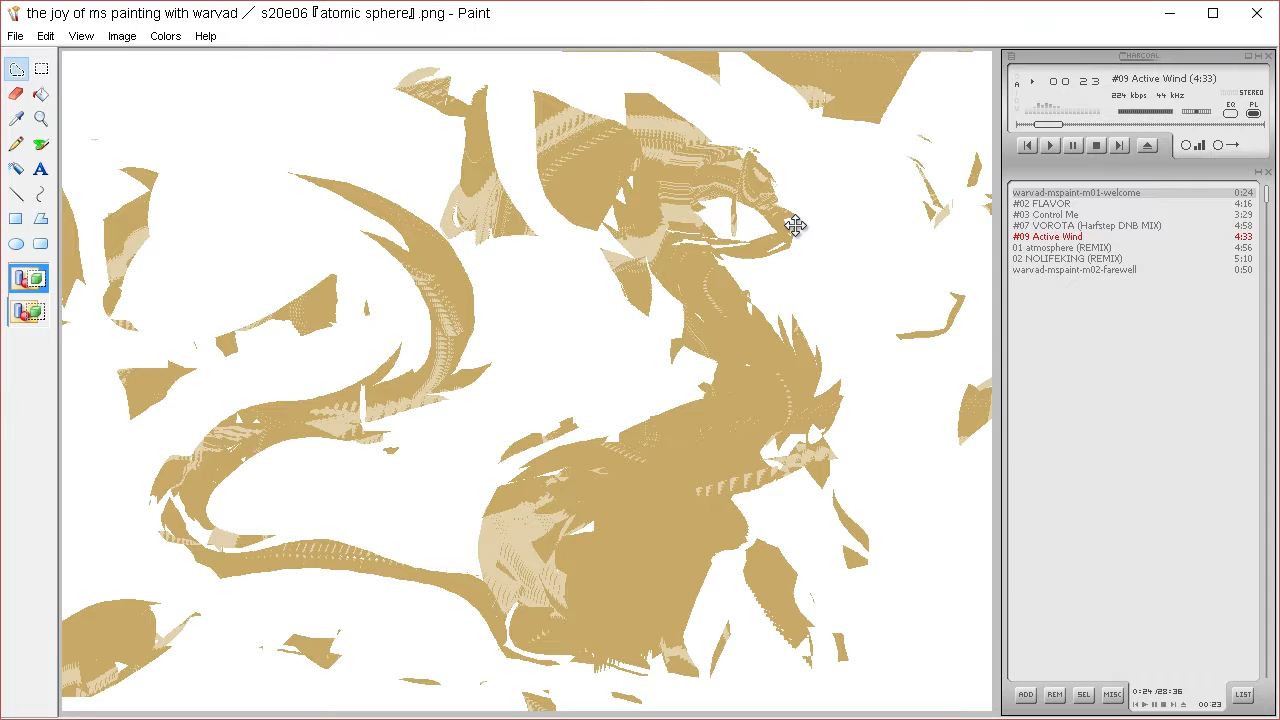 the joy of ms painting with warvad ／ s20e06『atomic sphere』.png - Paint
File Edit View Image Colors Help
CHARCOAL
00 23
#09 Active Wind (4:33)
224 kbps 44 kHz
STEREO
EQ PL
warvad-mspaint-m01-welcome 0:24
#02 FLAVOR 4:16
#03 Control Me 3:29
#07 VOROTA (Harfstep DNB MIX) 4:53
#09 Active Wind 4:33
01 atmosphere (REMIX) 4:56
02 NOLIFEKING (REMIX) 5:10
warvad-mspaint-m02-farewell 0:50
ADD REM SEL MISC
0:24 /28:36
00:23
LIST